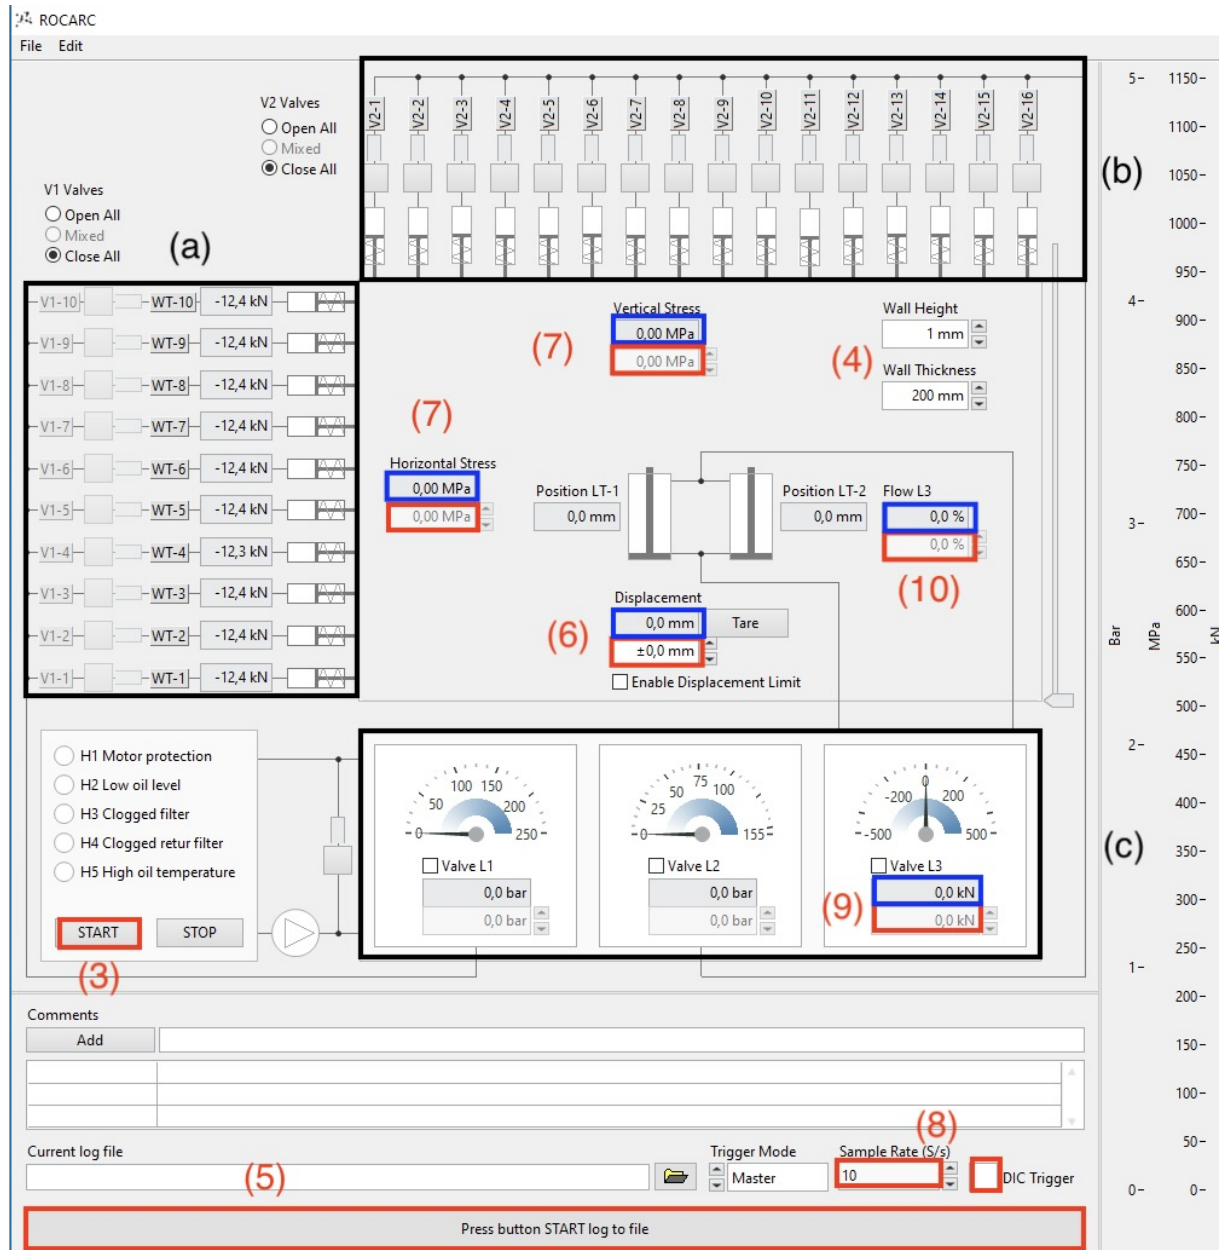 ROCARC
File Edit
V2 Valves
Open All
Mixed
Close All
V1 Valves
Open All
Mixed
Close All
(a)
V2-1 V2-2 V2-3 V2-4 V2-5 V2-6 V2-7 V2-8 V2-9 V2-10 V2-11 V2-12 V2-13 V2-14 V2-15 V2-16
(b)
V1-10 WT-10 -12,4 kN
V1-9 WT-9 -12,4 kN
V1-8 WT-8 -12,4 kN
V1-7 WT-7 -12,4 kN
V1-6 WT-6 -12,4 kN
V1-5 WT-5 -12,4 kN
V1-4 WT-4 -12,3 kN
V1-3 WT-3 -12,4 kN
V1-2 WT-2 -12,4 kN
V1-1 WT-1 -12,4 kN
Vertical Stress
0,00 MPa
(7)
0,00 MPa
Wall Height
1 mm
(4)
Wall Thickness
200 mm
(7)
Horizontal Stress
0,00 MPa
0,00 MPa
Position LT-1
0,0 mm
Position LT-2
0,0 mm
Flow L3
0,0 %
0,0 %
(10)
Displacement
0,0 mm Tare
(6)
±0,0 mm
Enable Displacement Limit
H1 Motor protection
H2 Low oil level
H3 Clogged filter
H4 Clogged retur filter
H5 High oil temperature
START STOP
(3)
0 50 100 150 200 250
Valve L1
0,0 bar
0,0 bar
0 25 50 75 100 155
Valve L2
0,0 bar
0,0 bar
-500 -200 0 200 500
Valve L3
0,0 kN
(9)
0,0 kN
(c)
Bar
5
4
3
2
1
0
MPa
kN
1150
1100
1050
1000
950
900
850
800
750
700
650
600
550
500
450
400
350
300
250
200
150
100
50
0
Comments
Add
Current log file
(5)
Trigger Mode
Master
(8)
Sample Rate (S/s)
10
DIC Trigger
Press button START log to file